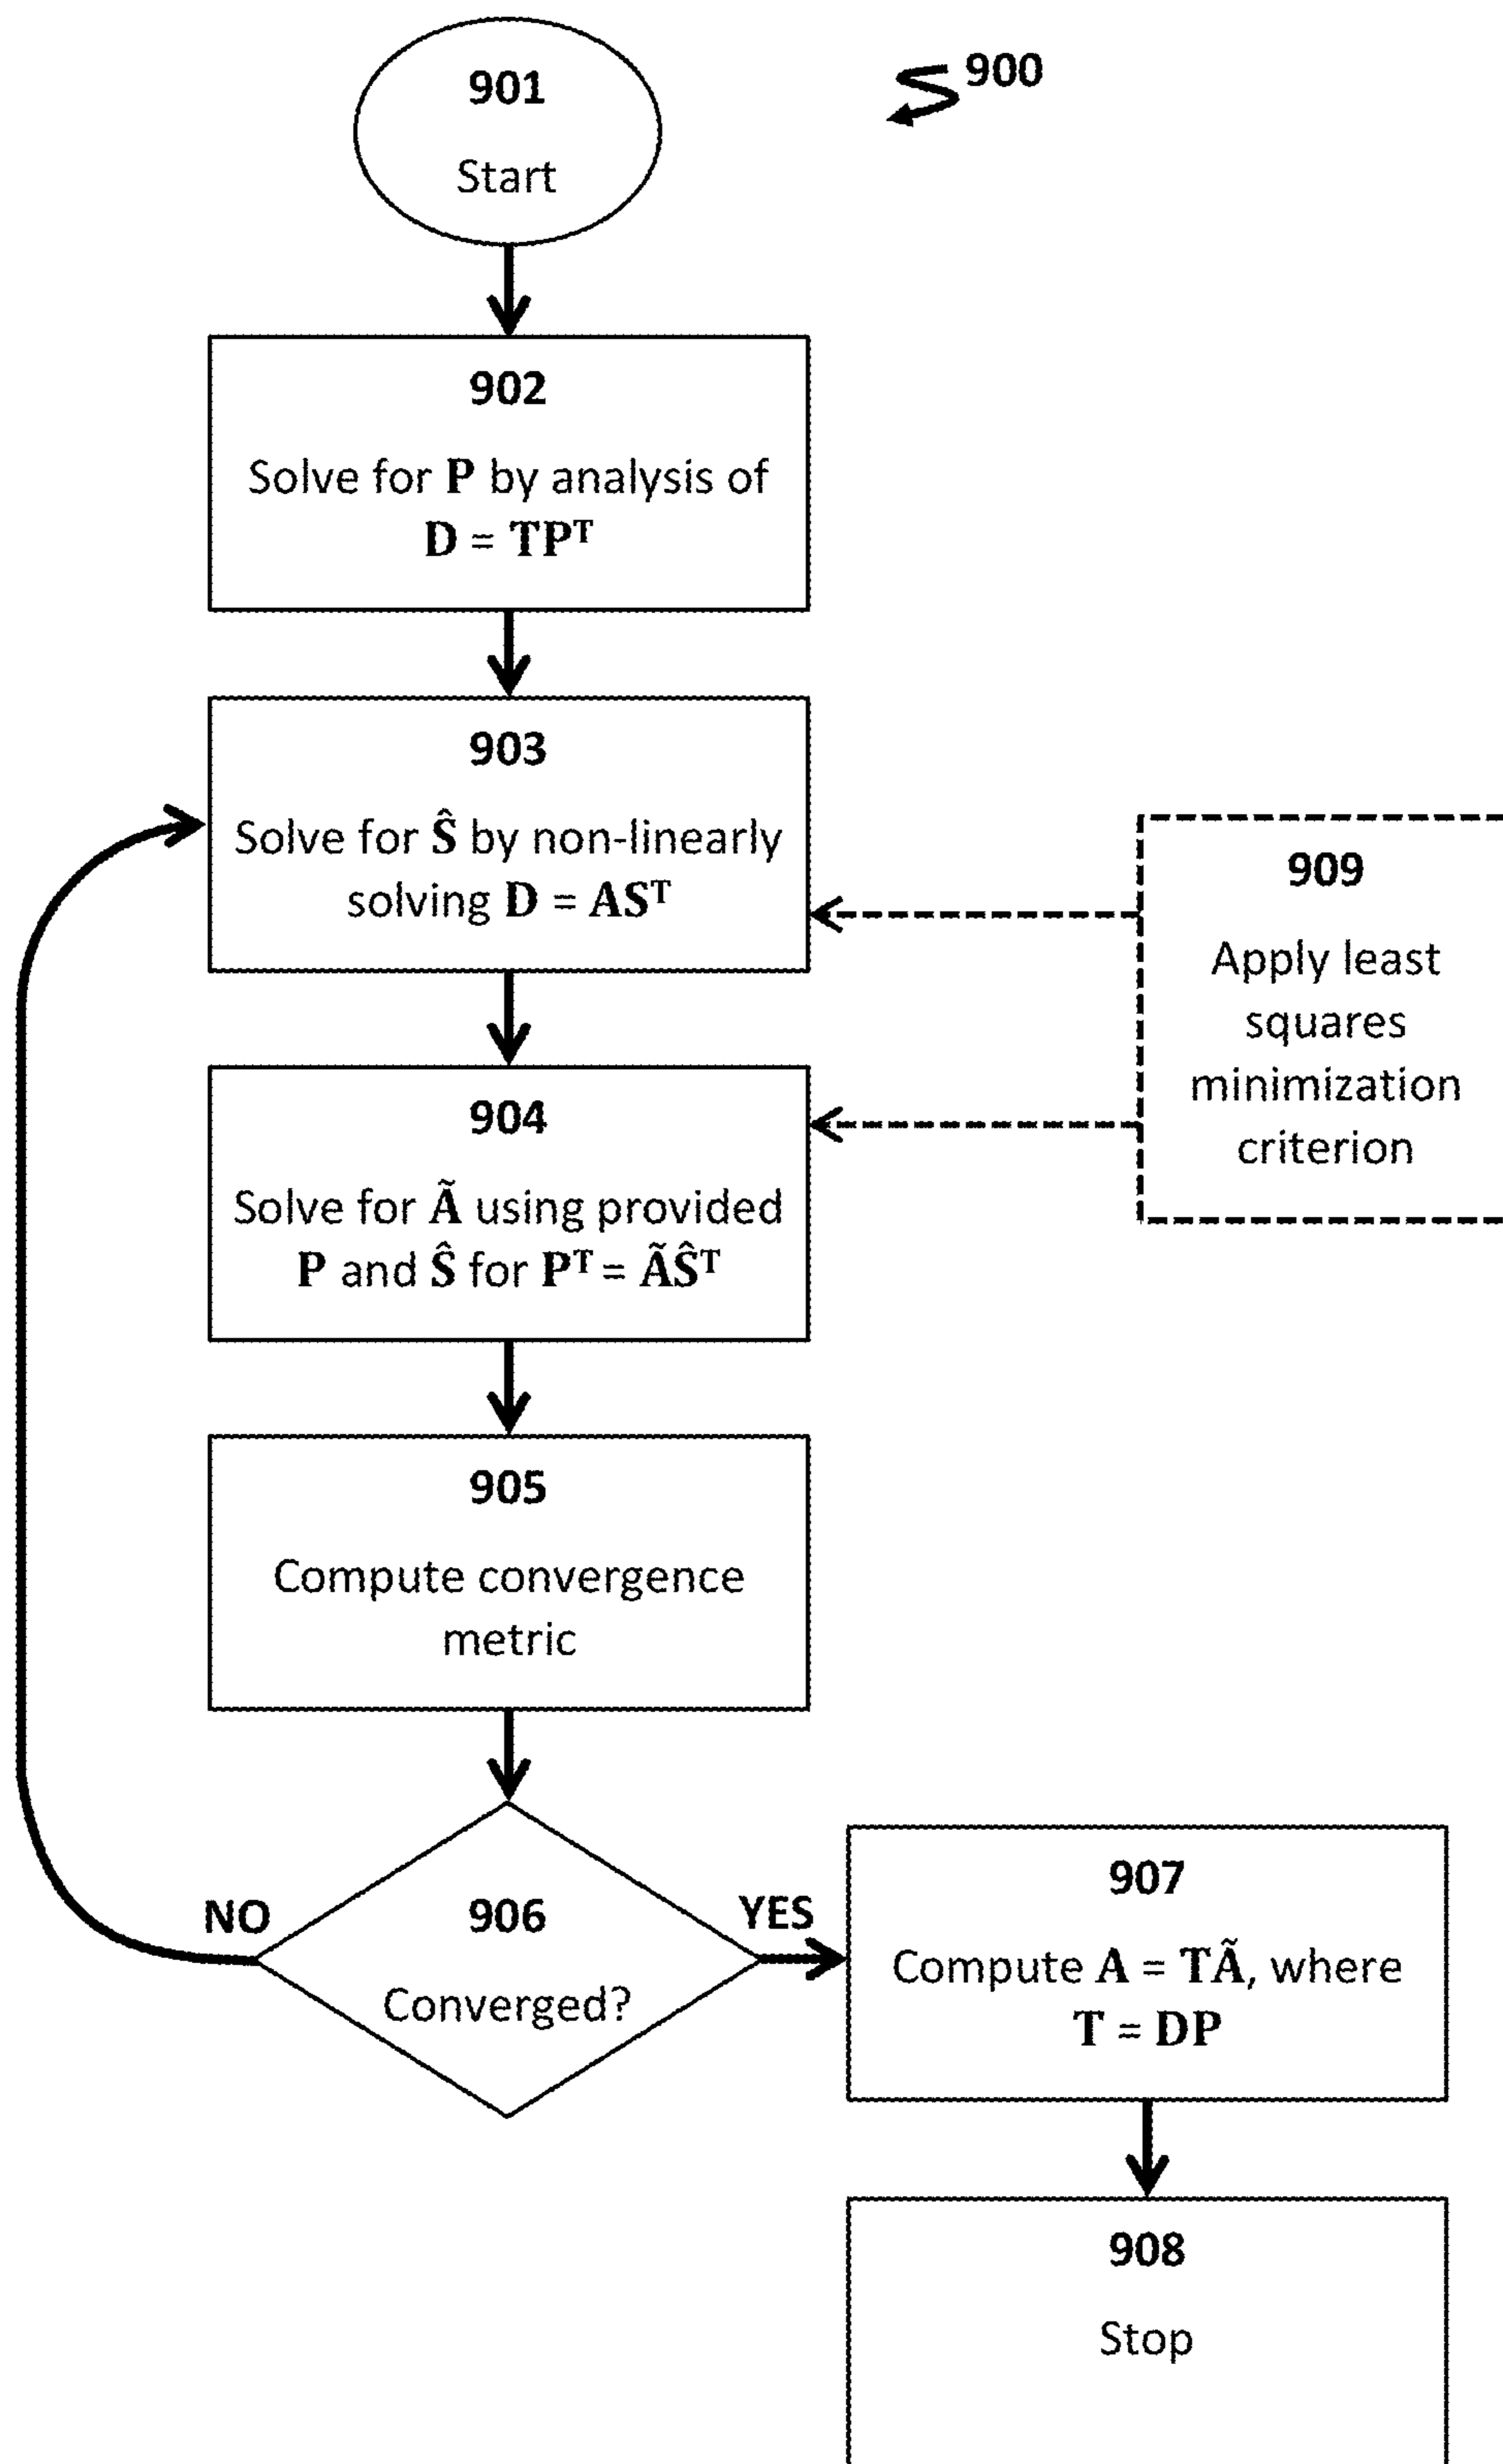 901
Start
900
902
Solve for P by analysis of
D = TPᵀ
903
Solve for Ŝ by non-linearly
solving D = ASᵀ
909
Apply least
squares
minimization
criterion
904
Solve for Ã using provided
P and Ŝ for Pᵀ = ÃŜᵀ
905
Compute convergence
metric
NO
906
Converged?
YES
907
Compute A = TÃ, where
T = DP
908
Stop